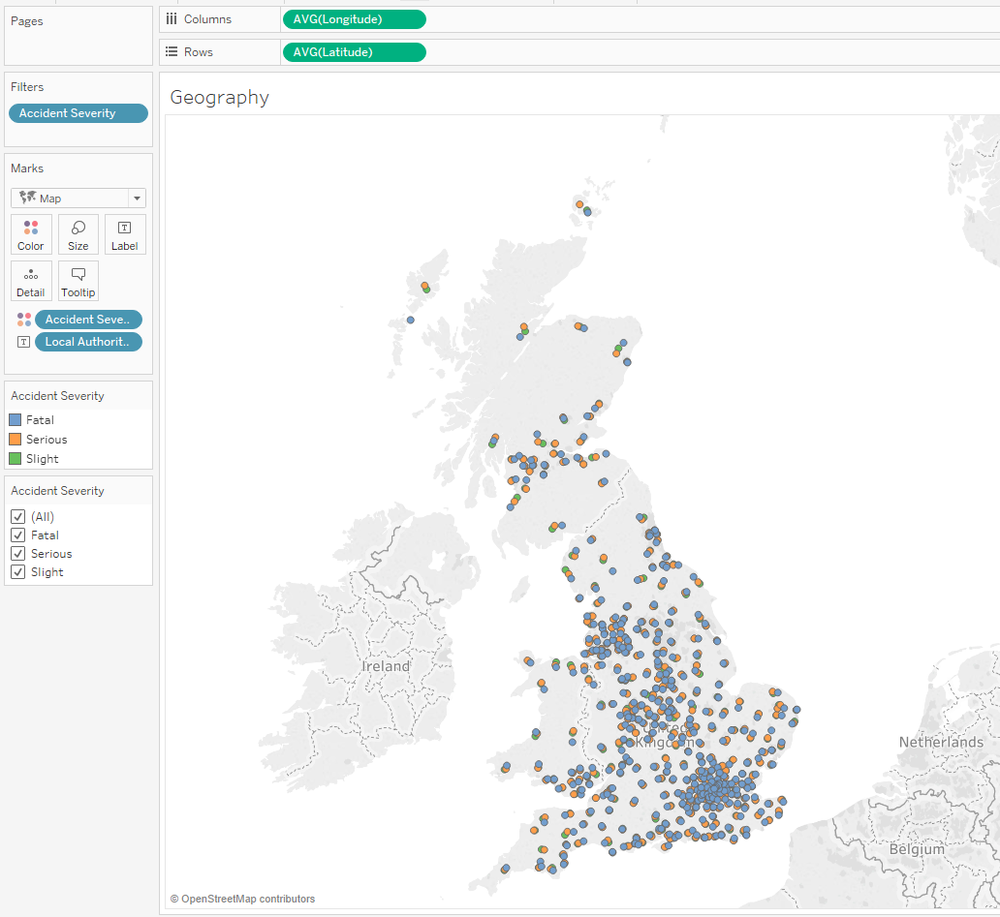 Pages
Columns
AVG(Longitude)
Rows
AVG(Latitude)
Filters
Accident Severity
Marks
Map
Color
Size
Label
Detail
Tooltip
Accident Seve..
Local Authorit..
Accident Severity
Fatal
Serious
Slight
Accident Severity
(All)
Fatal
Serious
Slight
Geography
Ireland
United
Kingdom
Netherlands
Belgium
© OpenStreetMap contributors